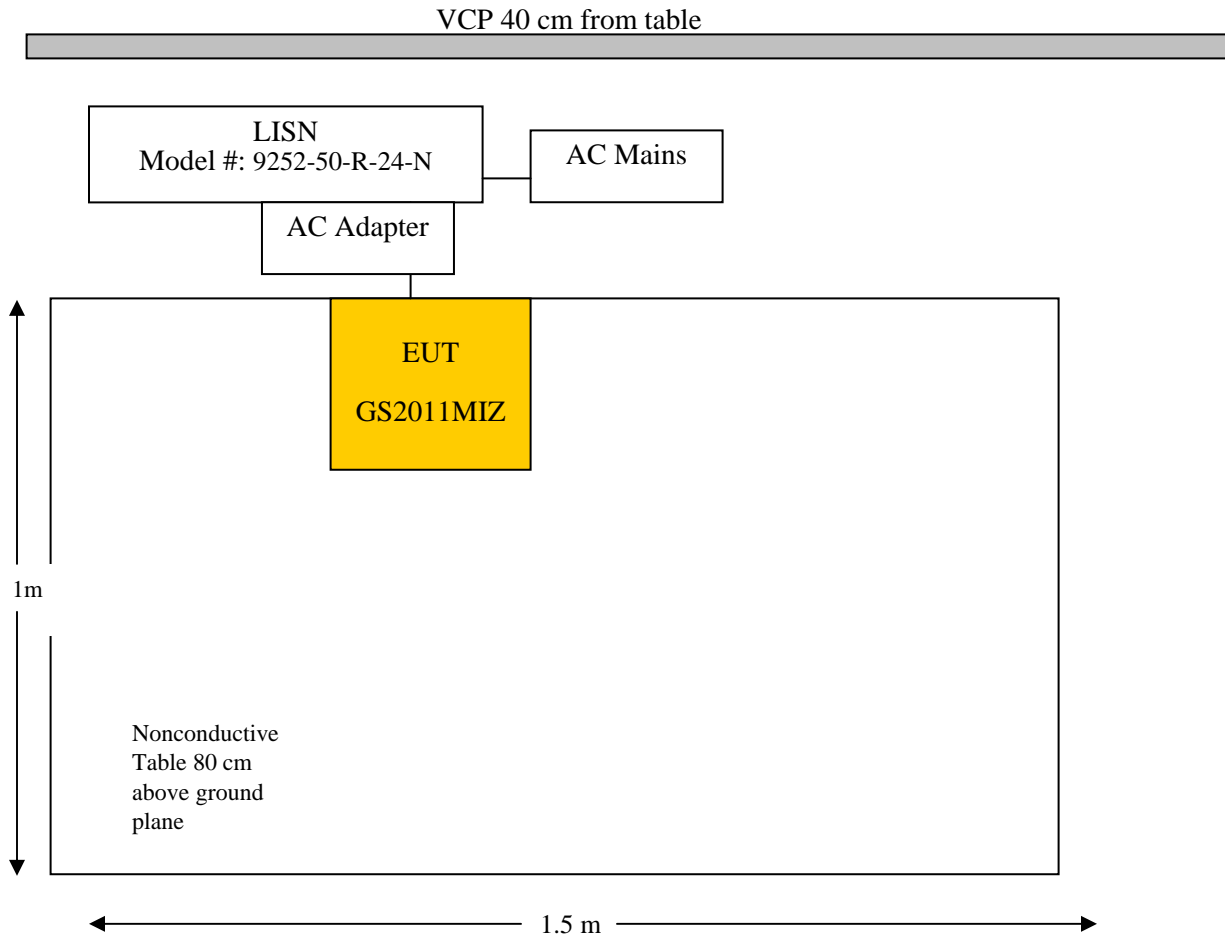 VCP 40 cm from table
LISN
Model #: 9252-50-R-24-N
AC Mains
AC Adapter
EUT
GS2011MIZ
1m
Nonconductive
Table 80 cm
above ground
plane
1.5 m